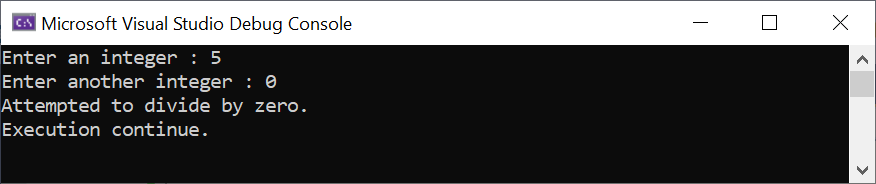 Microsoft Visual Studio Debug Console
Enter an integer : 5
Enter another integer : 0
Attempted to divide by zero.
Execution continue.